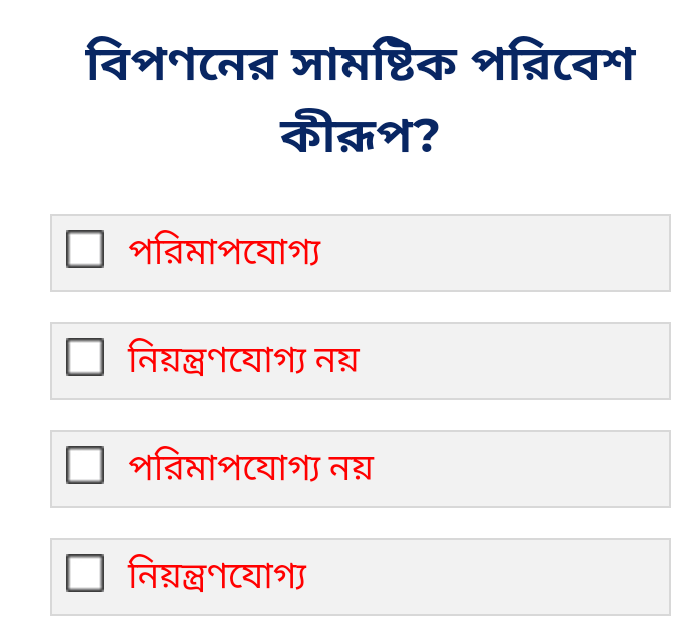 বিপণনের সামষ্টিক পরিবেশ
কীরূপ?
পরিমাপযোগ্য
নিয়ন্ত্রণযোগ্য নয়
পরিমাপযোগ্য নয়
নিয়ন্ত্রণযোগ্য